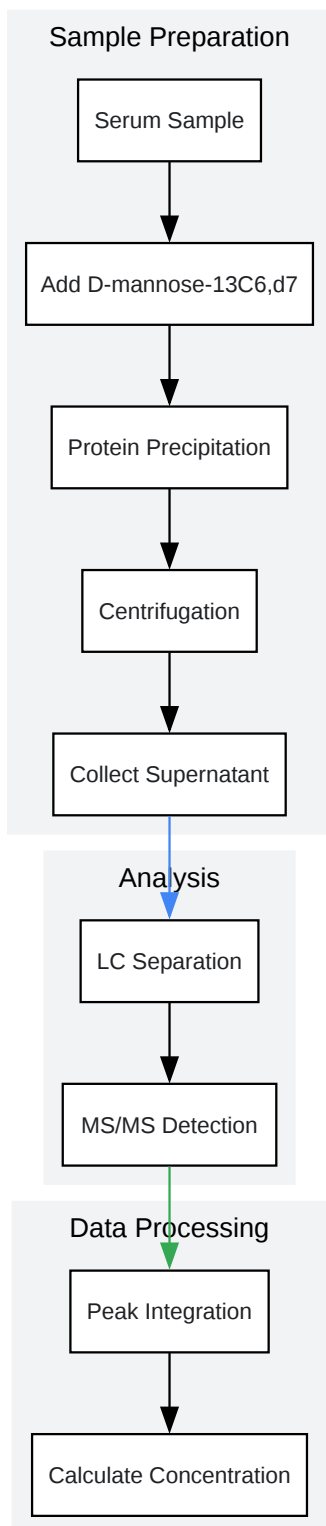 Sample Preparation
Serum Sample
Add D-mannose-13C6,d7
Protein Precipitation
Centrifugation
Collect Supernatant
Analysis
LC Separation
MS/MS Detection
Data Processing
Peak Integration
Calculate Concentration